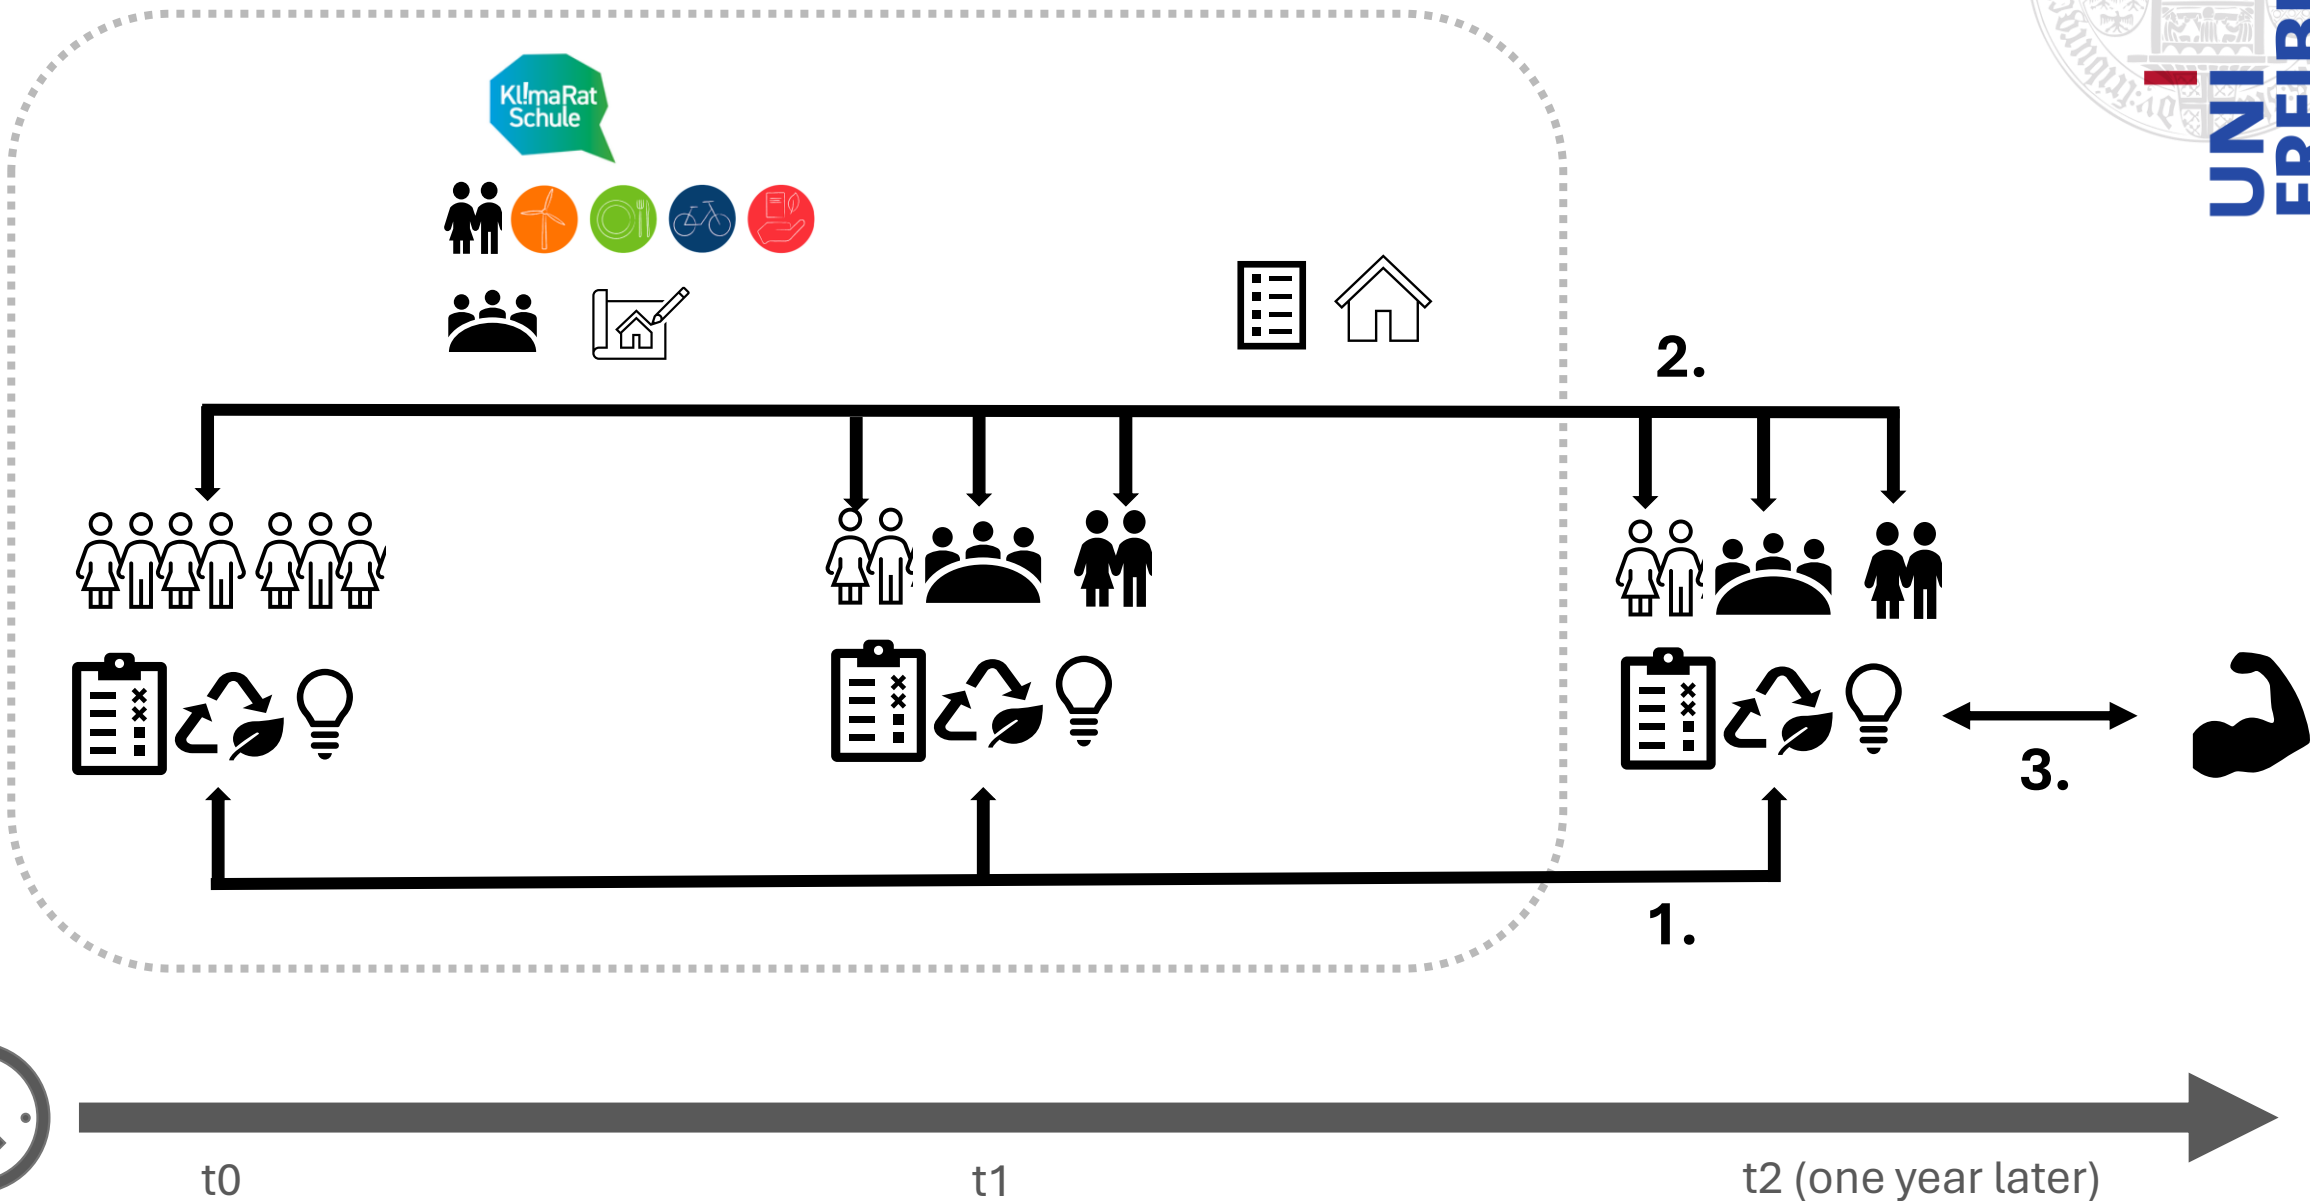 Kl!maRat
Schule
UNI
2.
3.
1.
t0
t1
t2 (one year later)